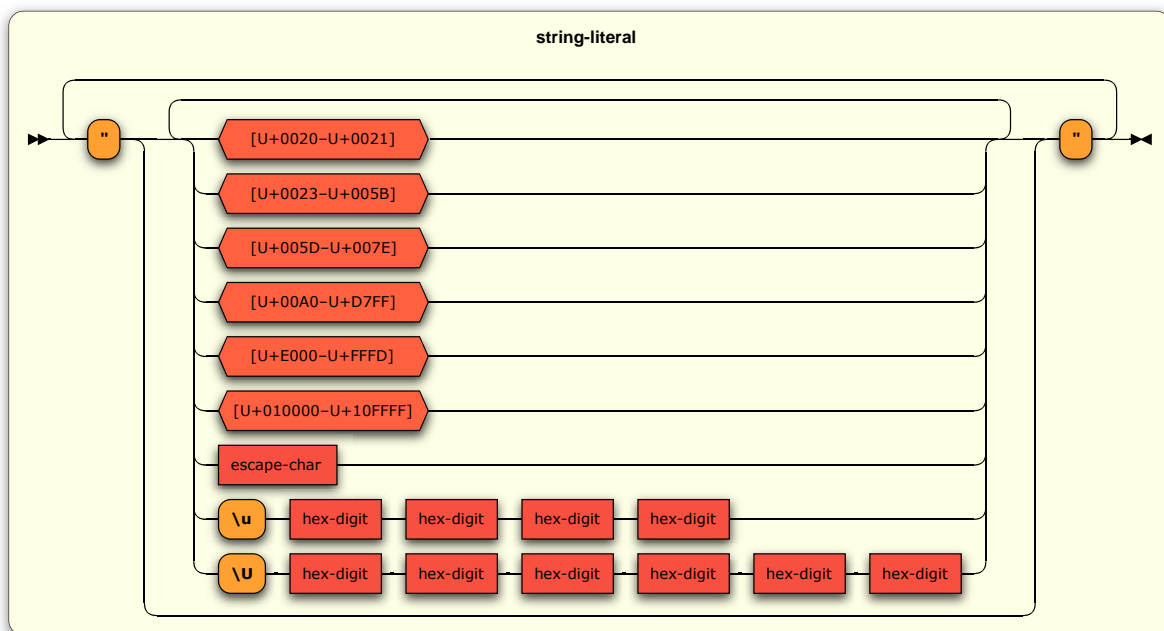 string-literal
" [U+0020–U+0021] "
[U+0023–U+005B]
[U+005D–U+007E]
[U+00A0–U+D7FF]
[U+E000–U+FFFD]
[U+010000–U+10FFFF]
escape-char
\u hex-digit hex-digit hex-digit hex-digit
\U hex-digit hex-digit hex-digit hex-digit hex-digit hex-digit